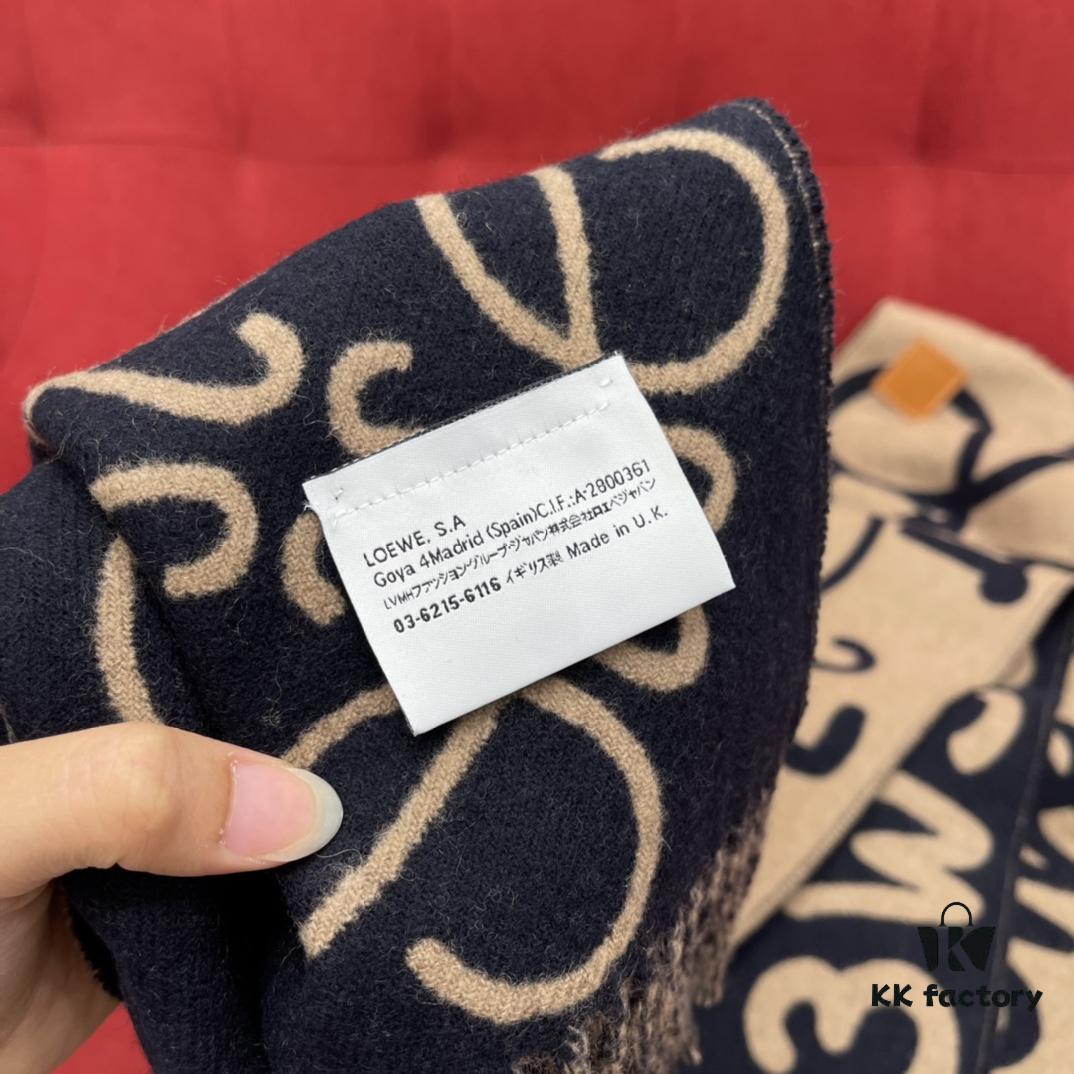 LOEWE. S.A
Goya 4Madrid (Spain)C.I.F.:A-2800361
LVMHファッション・グループ・ジャパン株式会社ロエベジャパン
03-6215-6116 イギリス製 Made in U.K.
KK factory